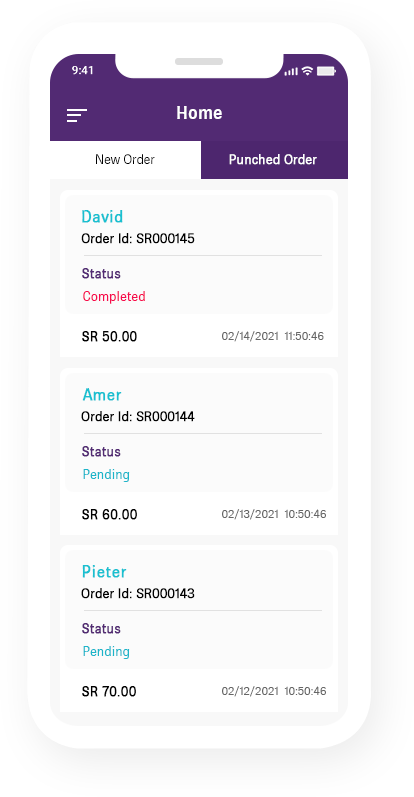 9:41
Home
New Order
Punched Order
David
Order Id: SR000145
Status
Completed
SR 50.00 02/14/2021 11:50:46
Amer
Order Id: SR000144
Status
Pending
SR 60.00 02/13/2021 10:50:46
Pieter
Order Id: SR000143
Status
Pending
SR 70.00 02/12/2021 10:50:46